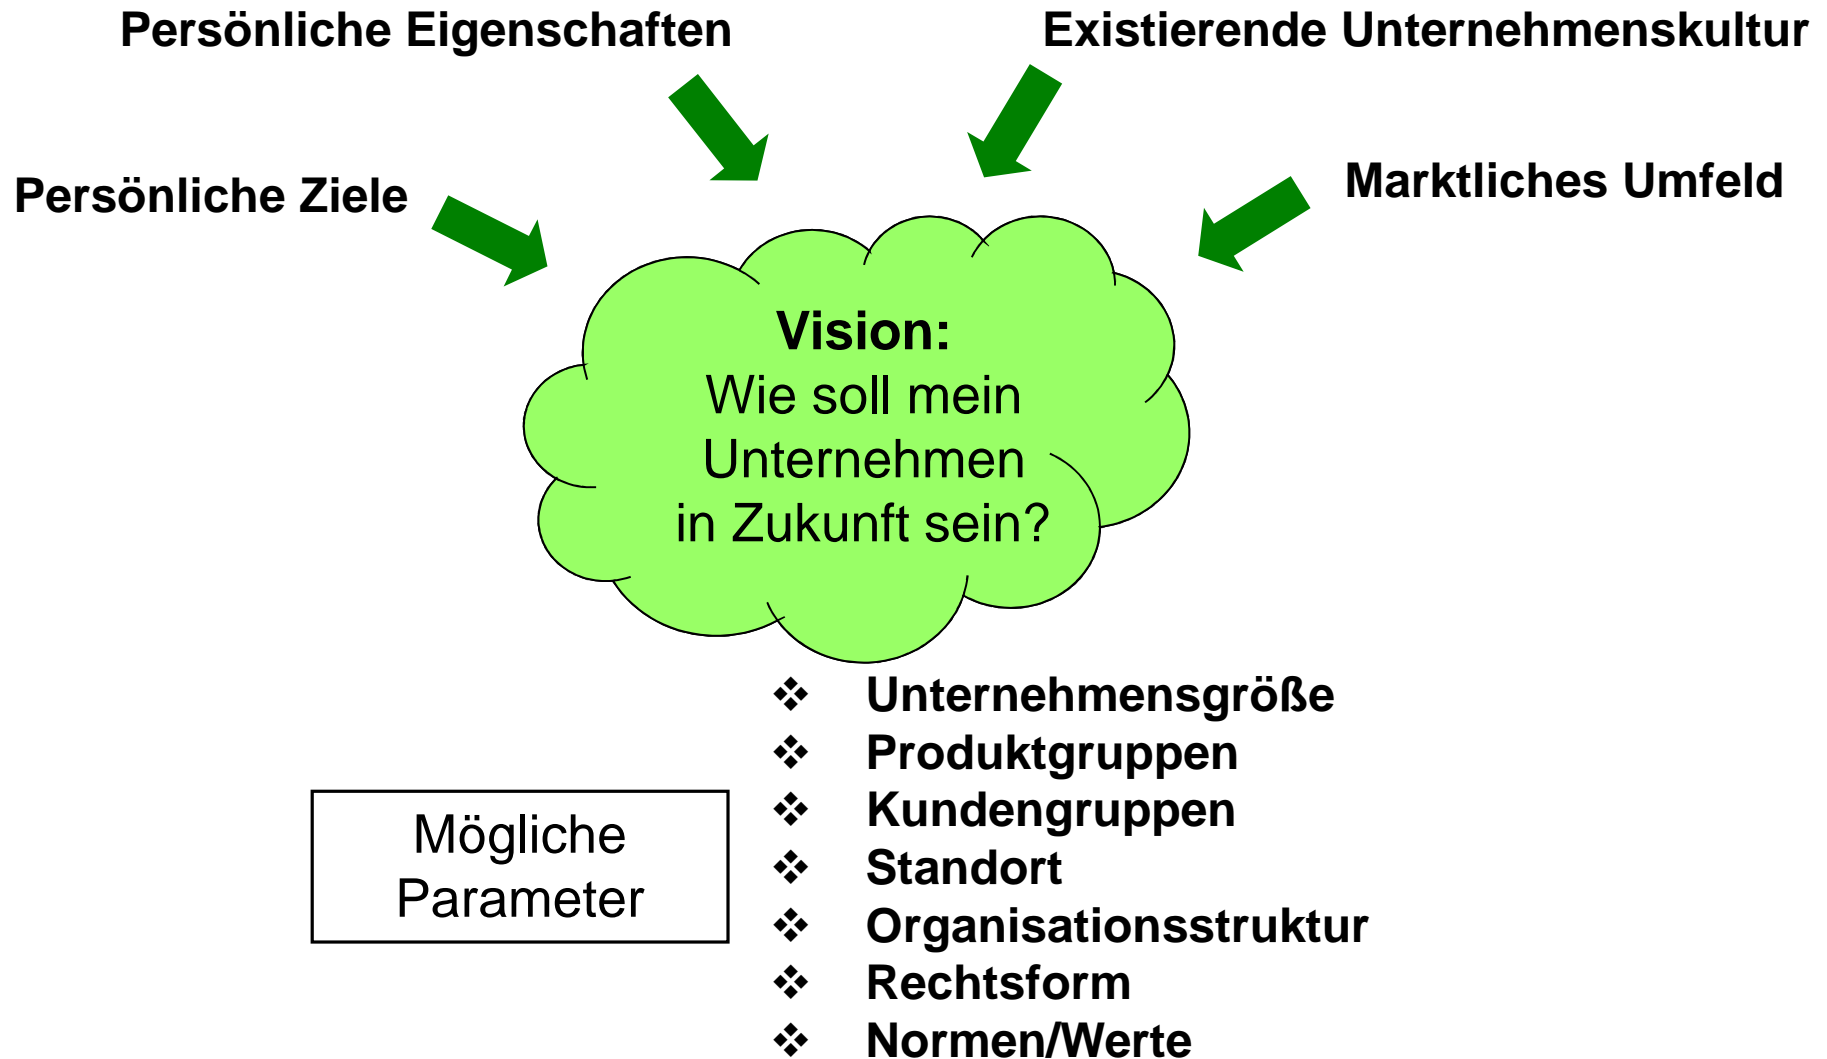 Persönliche Eigenschaften
Existierende Unternehmenskultur
Persönliche Ziele
Marktliches Umfeld
Vision:
Wie soll mein
Unternehmen
in Zukunft sein?
Mögliche
Parameter
❖ Unternehmensgröße
❖ Produktgruppen
❖ Kundengruppen
❖ Standort
❖ Organisationsstruktur
❖ Rechtsform
❖ Normen/Werte